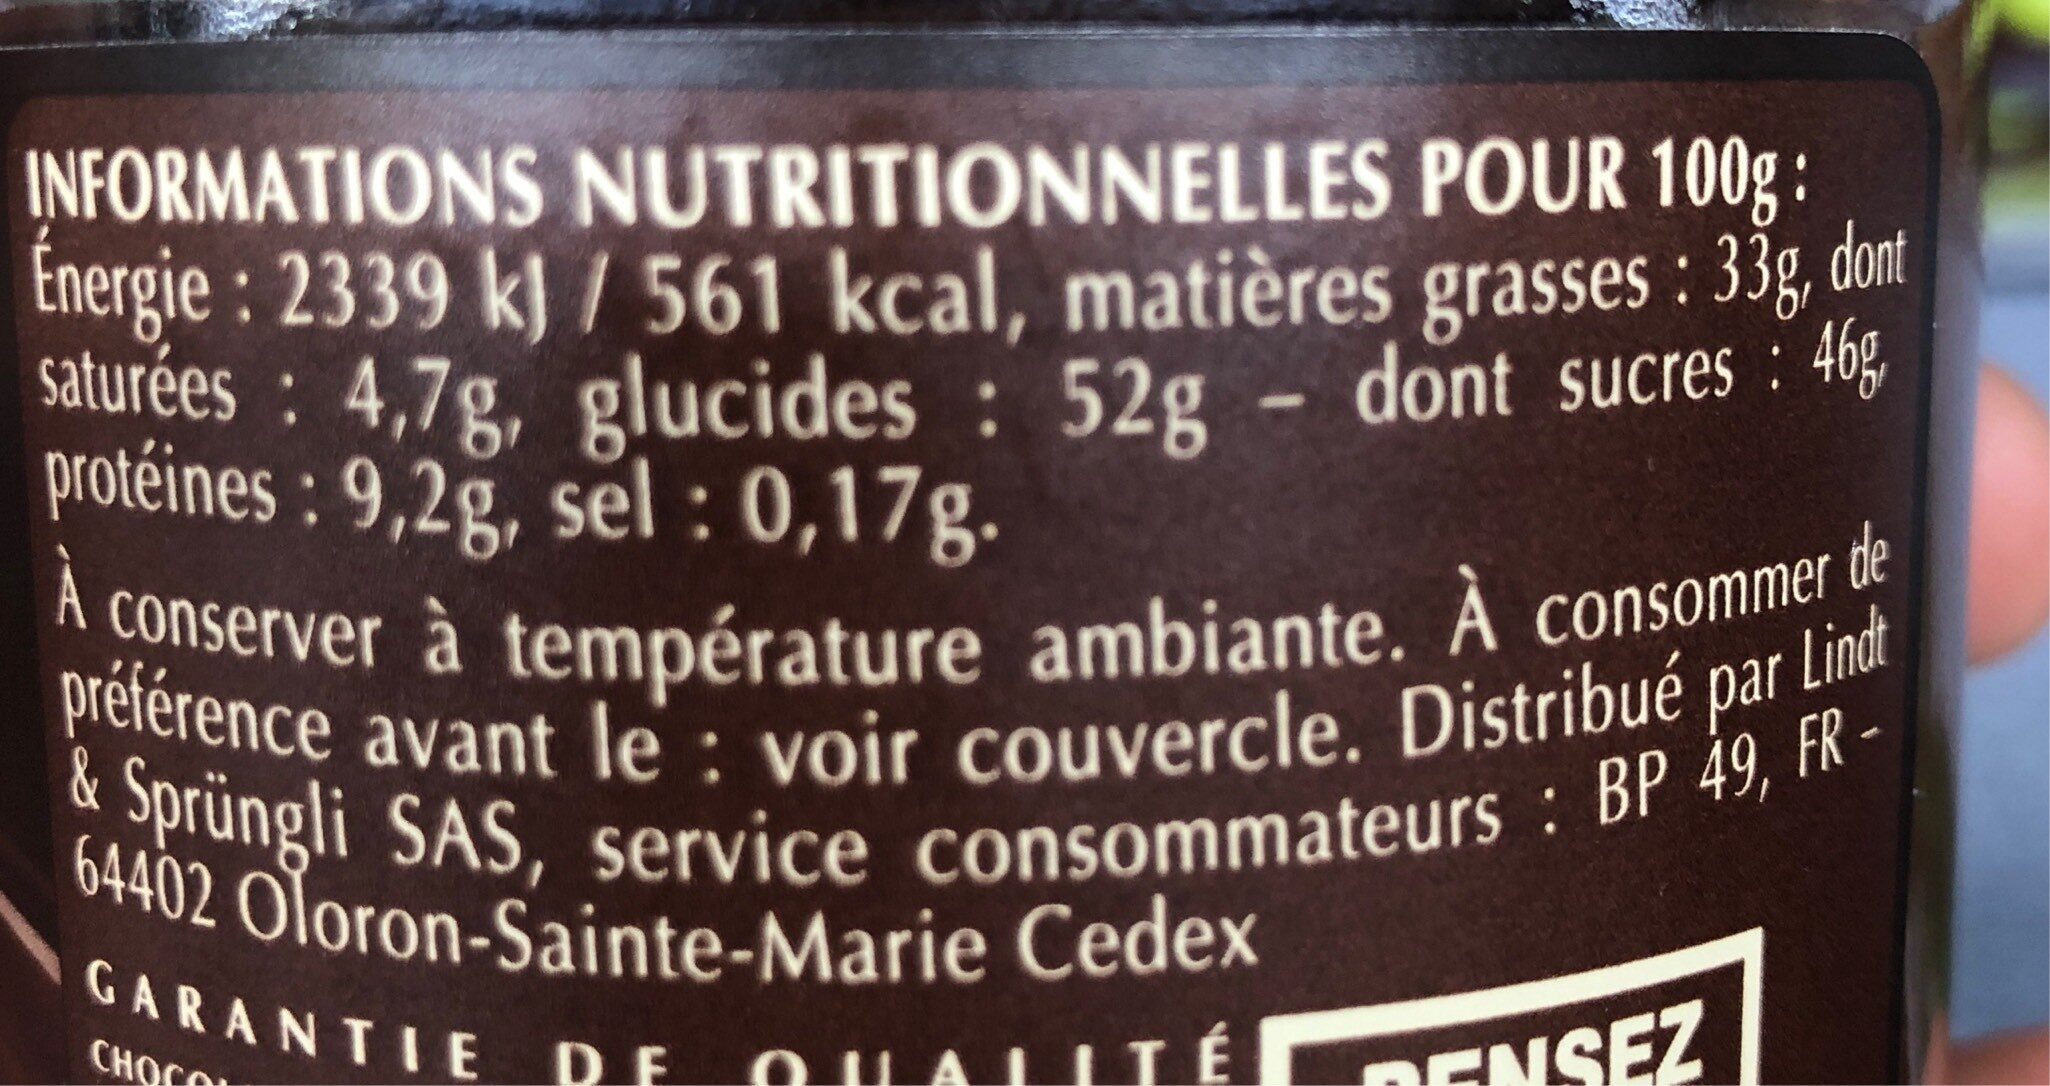 INFORMATIONS NUTRITIONNELLES POUR 100g :
Énergie : 2339 kJ / 561 kcal, matières grasses : 33g, dont
saturées : 4,7g, glucides : 52g – dont sucres : 46g,
protéines : 9,2g, sel : 0,17g.
À conserver à température ambiante. À consommer de
préférence avant le : voir couvercle. Distribué par Lindt
& Sprüngli SAS, service consommateurs : BP 49, FR -
64402 Oloron-Sainte-Marie Cedex
GARANTIE DE QUALITÉ
PENSEZ